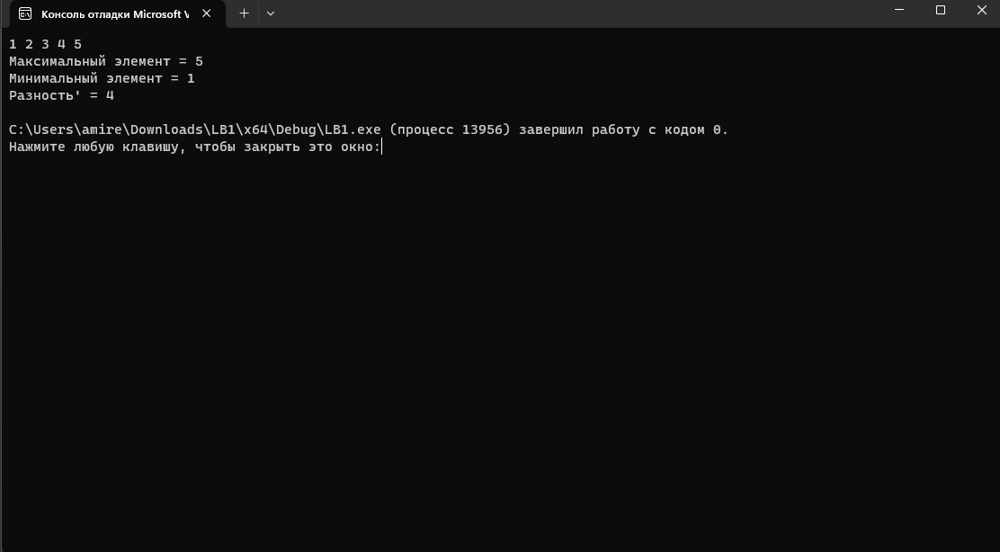 Консоль отладки Microsoft V
1 2 3 4 5
Максимальный элемент = 5
Минимальный элемент = 1
Разность' = 4
C:\Users\amire\Downloads\LB1\x64\Debug\LB1.exe (процесс 13956) завершил работу с кодом 0.
Нажмите любую клавишу, чтобы закрыть это окно: